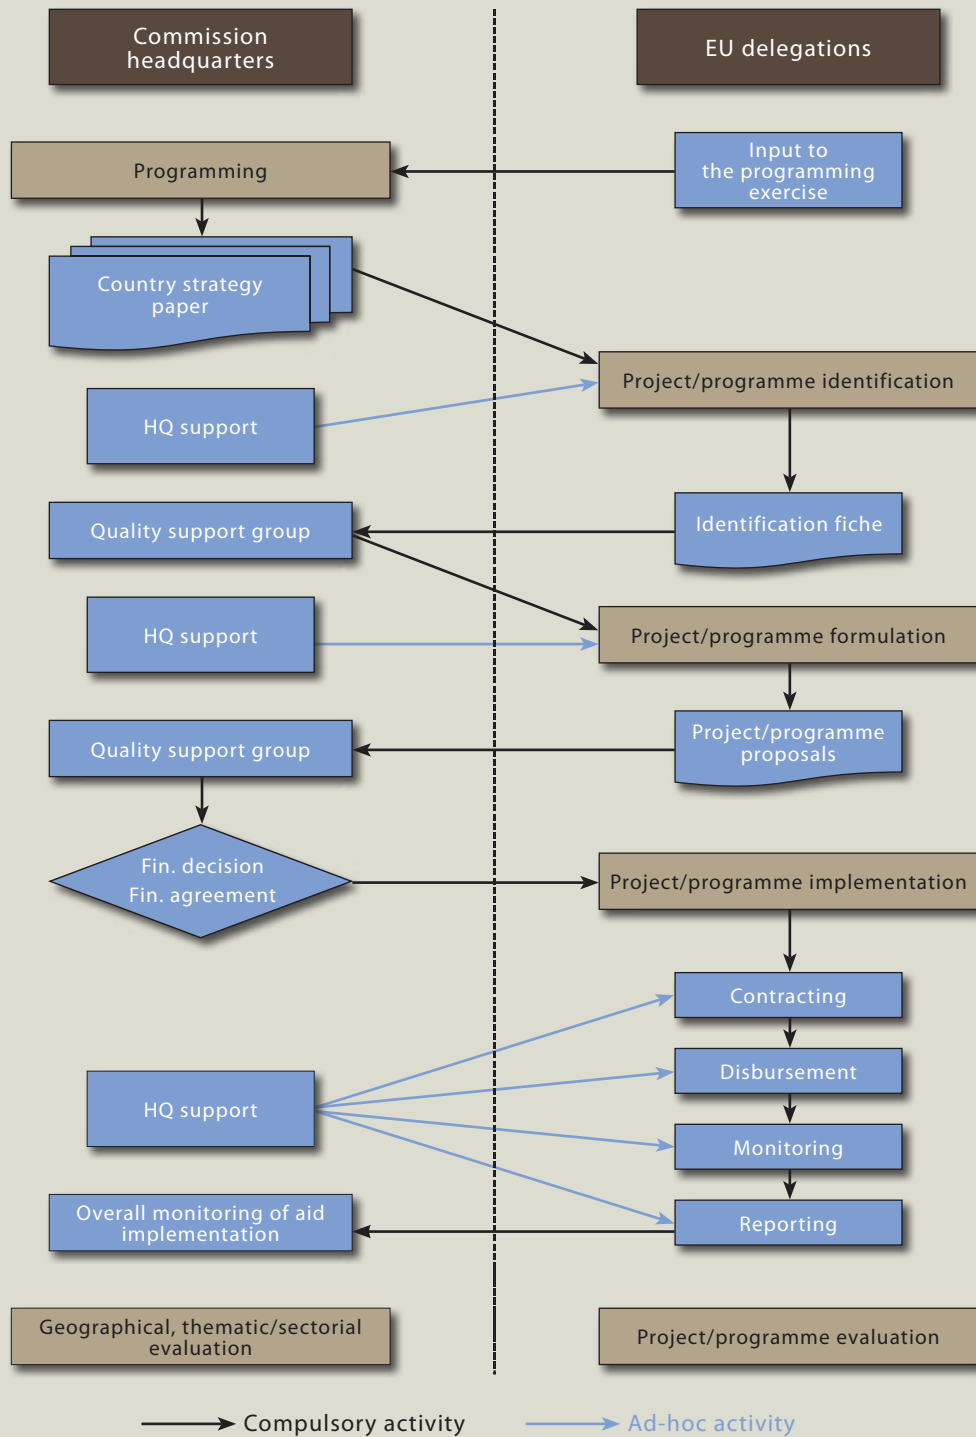 Commission
headquarters
EU delegations
Programming
Input to
the programming
exercise
Country strategy
paper
Project/programme identification
HQ support
Quality support group
Identification fiche
HQ support
Project/programme formulation
Quality support group
Project/programme
proposals
Fin. decision
Fin. agreement
Project/programme implementation
Contracting
Disbursement
HQ support
Monitoring
Overall monitoring of aid
implementation
Reporting
Geographical, thematic/sectorial
evaluation
Project/programme evaluation
Compulsory activity
Ad-hoc activity